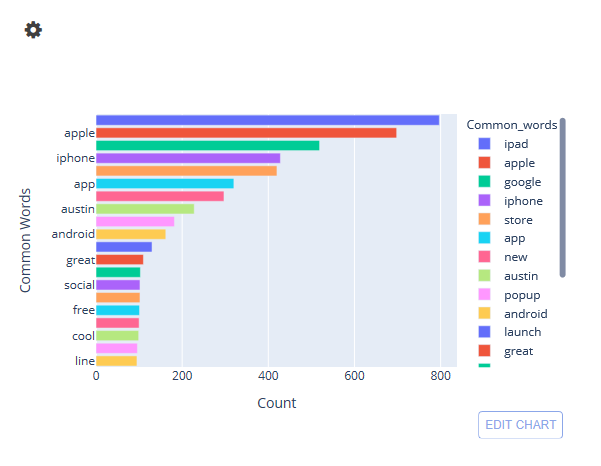 apple
iphone
app
austin
android
great
social
free
cool
line
Common Words
0 200 400 600 800
Count
Common_words
ipad
apple
google
iphone
store
app
new
austin
popup
android
launch
great
EDIT CHART